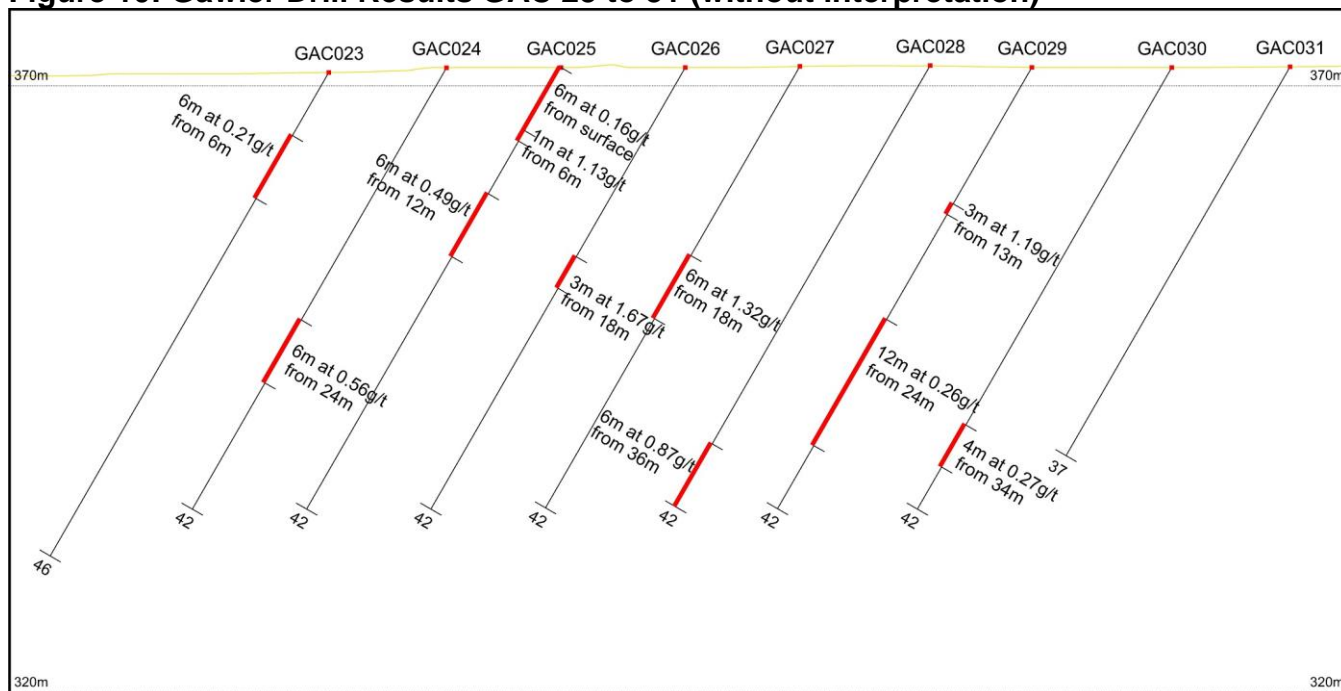 Figure Drill Results GAC to (without interpretation)
GAC023
GAC024
GAC025
GAC026
GAC027
GAC028
GAC029
GAC030
GAC031
370m
370m
6m at 0.21g/t
from 6m
6m at 0.56g/t
from 24m
6m at 0.49g/t
from 12m
6m at 0.16g/t
from surface
1m at 1.13g/t
from 6m
3m at 1.67g/t
from 18m
6m at 1.32g/t
from 18m
6m at 0.87g/t
from 36m
3m at 1.19g/t
from 13m
12m at 0.26g/t
from 24m
4m at 0.27g/t
from 34m
46
42
42
42
42
42
42
42
37
320m
320m